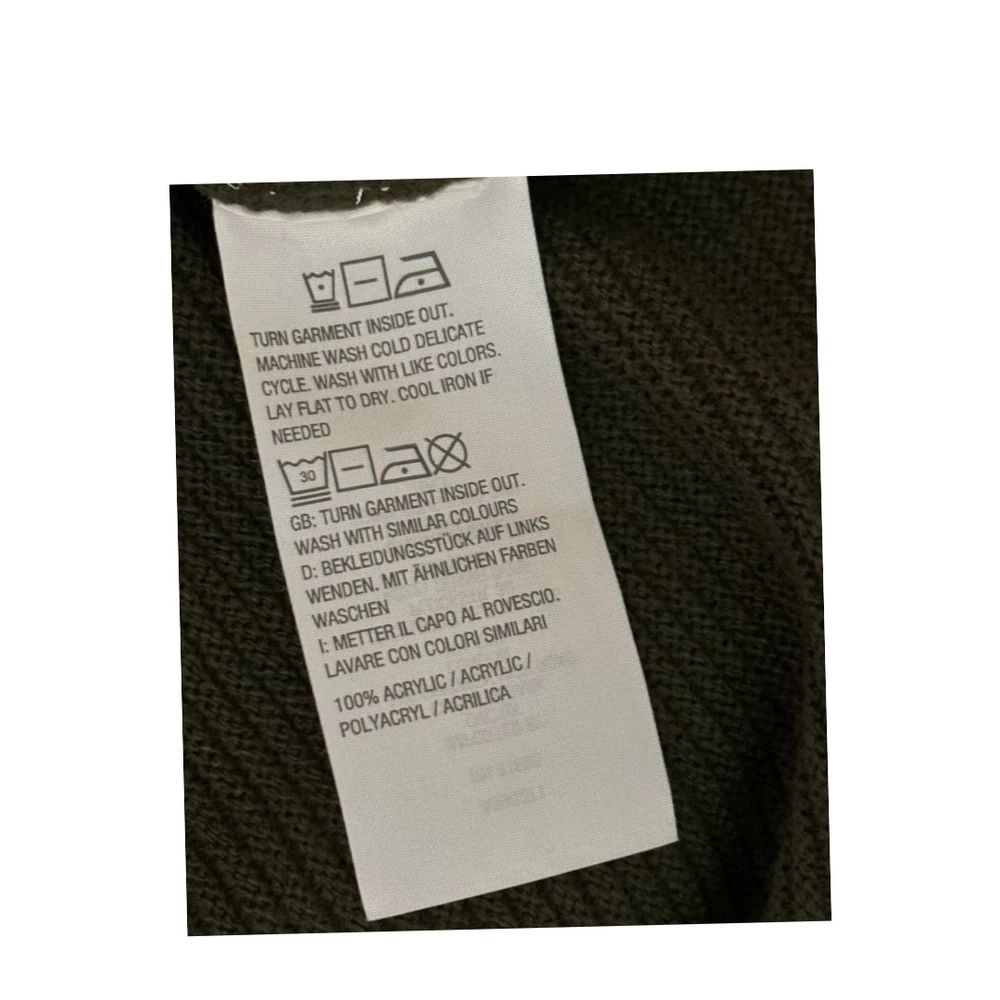 TURN GARMENT INSIDE OUT.
MACHINE WASH COLD DELICATE
CYCLE. WASH WITH LIKE COLORS.
LAY FLAT TO DRY. COOL IRON IF
NEEDED
30
GB: TURN GARMENT INSIDE OUT.
WASH WITH SIMILAR COLOURS
D: BEKLEIDUNGSSTÜCK AUF LINKS
WENDEN. MIT ÄHNLICHEN FARBEN
WASCHEN
I: METTER IL CAPO AL ROVESCIO.
LAVARE CON COLORI SIMILARI
100% ACRYLIC / ACRYLIC /
POLYACRYL / ACRILICA